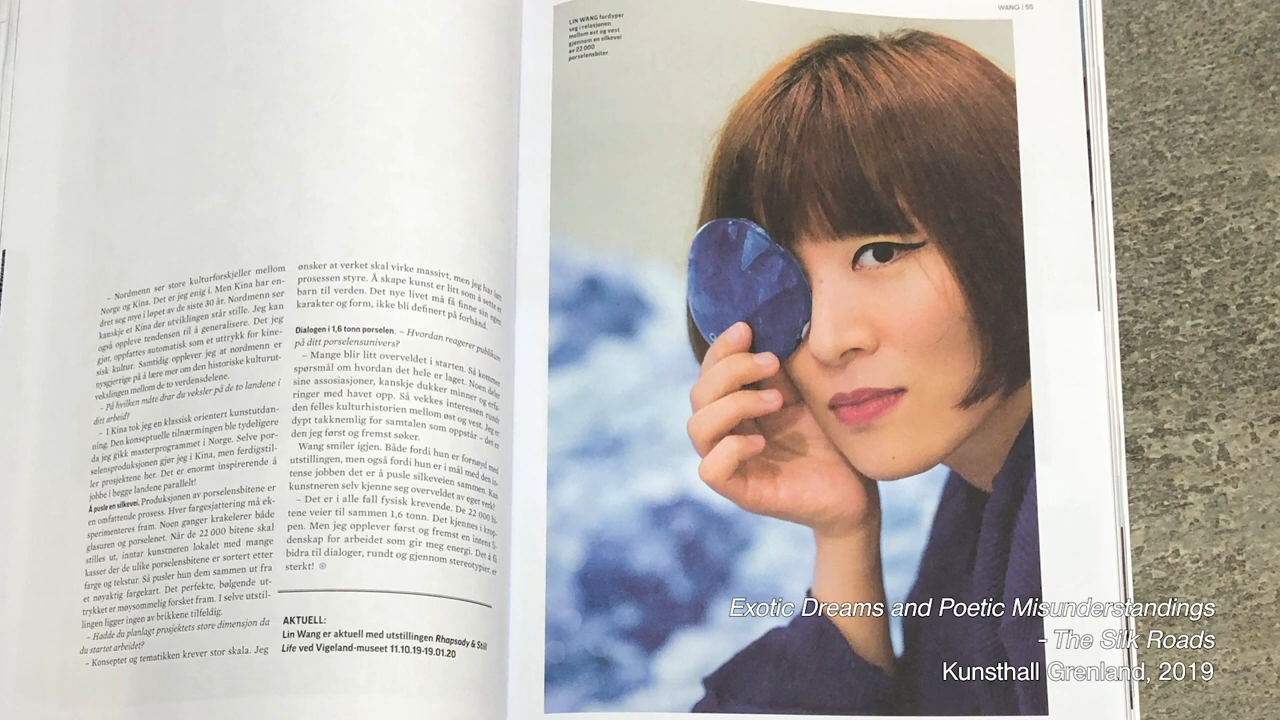 – Nordmenn ser store kulturforskjeller mellom
Norge og Kina. Det er jeg enig i. Men Kina har en-
dret seg mye i løpet av de siste 30 år. Nordmenn ser
kanskje et Kina der utviklingen står stille. Jeg kan
også oppleve tendensen til å generalisere. Det jeg
gjør, oppfattes automatisk som et uttrykk for kine-
sisk kultur. Samtidig opplever jeg at nordmenn er
nysgjerrige på å lære mer om den historiske kulturut-
vekslingen mellom de to verdensdelene.
– På hvilken måte drar du veksler på de to landene i
ditt arbeid?
– I Kina tok jeg en klassisk orientert kunstutdan-
ning. Den konseptuelle tilnærmingen ble tydeligere
da jeg gikk masterprogrammet i Norge. Selve por-
selensproduksjonen gjør jeg i Kina, men ferdigstil-
ler prosjektene her. Det er enormt inspirerende å
jobbe i begge landene parallelt!
Å pusle en silkevei. Produksjonen av porselensbitene er
en omfattende prosess. Hver fargesjattering må ek-
sperimenteres fram. Noen ganger krakelerer både
glasuren og porselenet. Når de 22 000 bitene skal
stilles ut, inntar kunstneren lokalet med mange
kasser der de ulike porselensbitene er sortert etter
farge og tekstur. Så pusler hun dem sammen ut fra
et nøyaktig fargekart. Det perfekte, bølgende ut-
trykket er møysommelig forsket fram. I selve utstil-
lingen ligger ingen av brikkene tilfeldig.
– Hadde du planlagt prosjektets store dimensjon da
du startet arbeidet?
– Konseptet og tematikken krever stor skala. Jeg
ønsker at verket skal virke massivt, men jeg har latt
prosessen styre. Å skape kunst er litt som å sette et
barn til verden. Det nye livet må få finne sin egen
karakter og form, ikke bli definert på forhånd.
Dialogen i 1,6 tonn porselen. – Hvordan reagerer publikum
på ditt porselensunivers?
– Mange blir litt overveldet i starten. Så kommer
spørsmål om hvordan det hele er laget. Noen deler
sine assosiasjoner, kanskje dukker minner og erfa-
ringer med havet opp. Så vekkes interessen rundt
den felles kulturhistorien mellom øst og vest. Jeg er
dypt takknemlig for samtalen som oppstår – det er
den jeg først og fremst søker.
Wang smiler igjen. Både fordi hun er fornøyd med
utstillingen, men også fordi hun er i mål med den in-
tense jobben det er å pusle silkeveien sammen. Kan
kunstneren selv kjenne seg overveldet av eget verk?
– Det er i alle fall fysisk krevende. De 22 000 bi-
tene veier til sammen 1,6 tonn. Det kjennes i krop-
pen. Men jeg opplever først og fremst en intens li-
denskap for arbeidet som gir meg energi. Det å få
bidra til dialoger, rundt og gjennom stereotypier, er
sterkt!
AKTUELL:
Lin Wang er aktuell med utstillingen Rhapsody & Still
Life ved Vigeland-museet 11.10.19-19.01.20
WANG | 55
LIN WANG fordyper
seg i relasjonen
mellom øst og vest
gjennom en silkevei
av 22 000
porselensbiter
Exotic Dreams and Poetic Misunderstandings
- The Silk Roads
Kunsthall Grenland, 2019